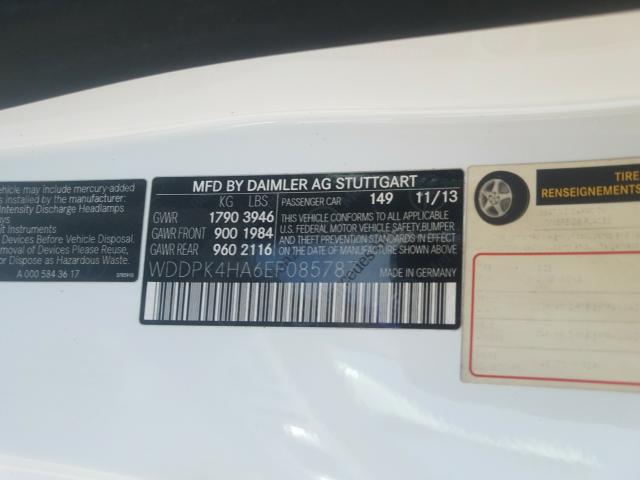 ehicle may include mercury-added
Intensity Discharge Headlamps
Devices Before Vehicle Disposal.
Removal of Devices Please Reuse,
or Dispose as Hazardous Waste.
A 000 584 36 17
MFD BY DAIMLER AG STUTTGART
KG LBS PASSENGER CAR 149 11/13
GVWR 1790 3946
GAWR FRONT 900 1984
GAWR REAR 960 2116
THIS VEHICLE CONFORMS TO ALL APPLICABLE
U.S. FEDERAL MOTOR VEHICLE SAFETY, BUMPER
AND THEFT PREVENTION STANDARDS IN EFFECT
ON THE DATE OF MANUFACTURE SHOWN ABOVE.
WDDPK4HA6EF08578
MADE IN GERMANY
TIRE
RENSEIGNEMENTS